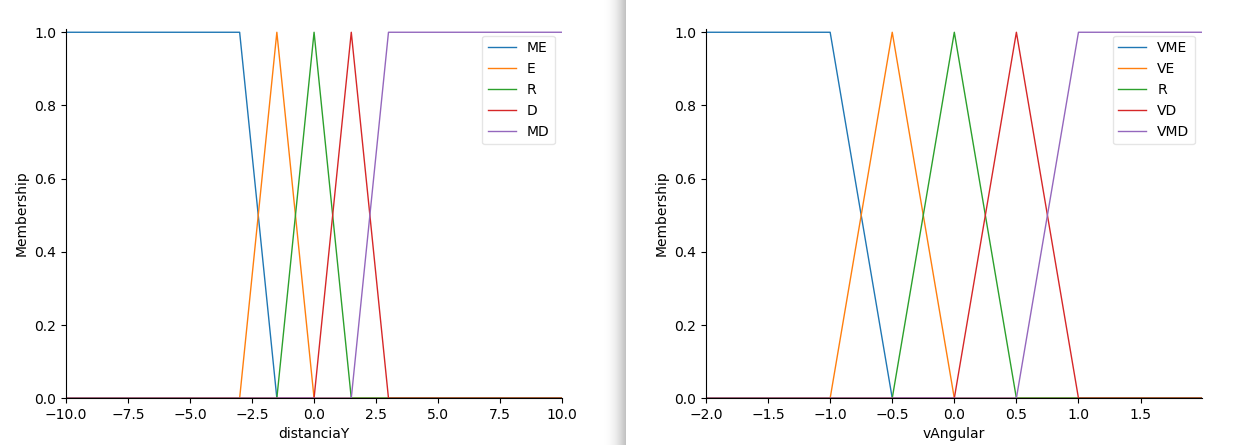 1.0
0.8
0.6
0.4
0.2
0.0
Membership
−10.0 −7.5 −5.0 −2.5 0.0 2.5 5.0 7.5 10.0
distanciaY
ME
E
R
D
MD
1.0
0.8
0.6
0.4
0.2
0.0
Membership
−2.0 −1.5 −1.0 −0.5 0.0 0.5 1.0 1.5
vAngular
VME
VE
R
VD
VMD